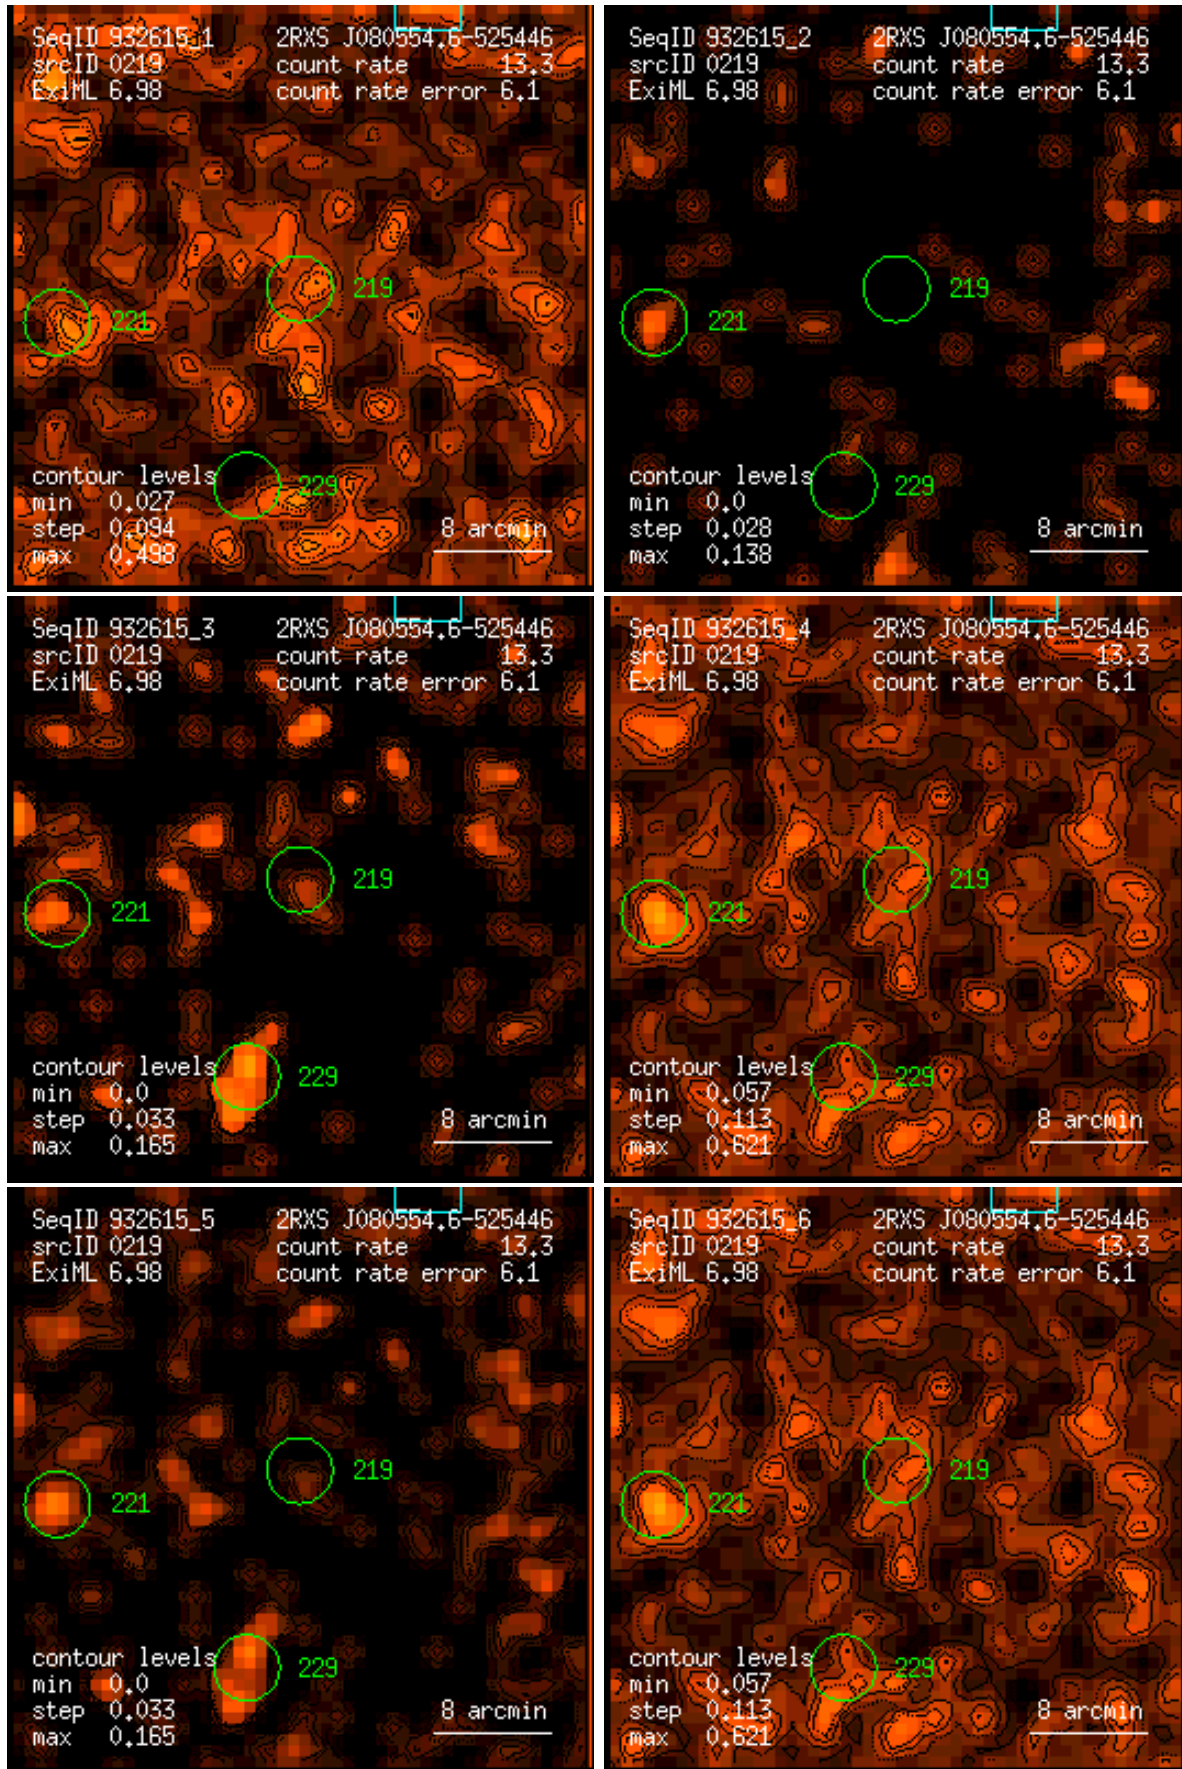 SeqID 932615_1 2RXS J080554.6-525446
srcID 0219 count rate 13.3
ExiML 6.98 count rate error 6.1
219
221
229
contour levels
min 0.027
step 0.094
max 0.498
8 arcmin
SeqID 932615_2 2RXS J080554.6-525446
srcID 0219 count rate 13.3
ExiML 6.98 count rate error 6.1
219
221
229
contour levels
min 0.0
step 0.028
max 0.138
8 arcmin
SeqID 932615_3 2RXS J080554.6-525446
srcID 0219 count rate 13.3
ExiML 6.98 count rate error 6.1
219
221
229
contour levels
min 0.0
step 0.033
max 0.165
8 arcmin
SeqID 932615_4 2RXS J080554.6-525446
srcID 0219 count rate 13.3
ExiML 6.98 count rate error 6.1
219
221
229
contour levels
min 0.057
step 0.113
max 0.621
8 arcmin
SeqID 932615_5 2RXS J080554.6-525446
srcID 0219 count rate 13.3
ExiML 6.98 count rate error 6.1
219
221
229
contour levels
min 0.0
step 0.033
max 0.165
8 arcmin
SeqID 932615_6 2RXS J080554.6-525446
srcID 0219 count rate 13.3
ExiML 6.98 count rate error 6.1
219
221
229
contour levels
min 0.057
step 0.113
max 0.621
8 arcmin